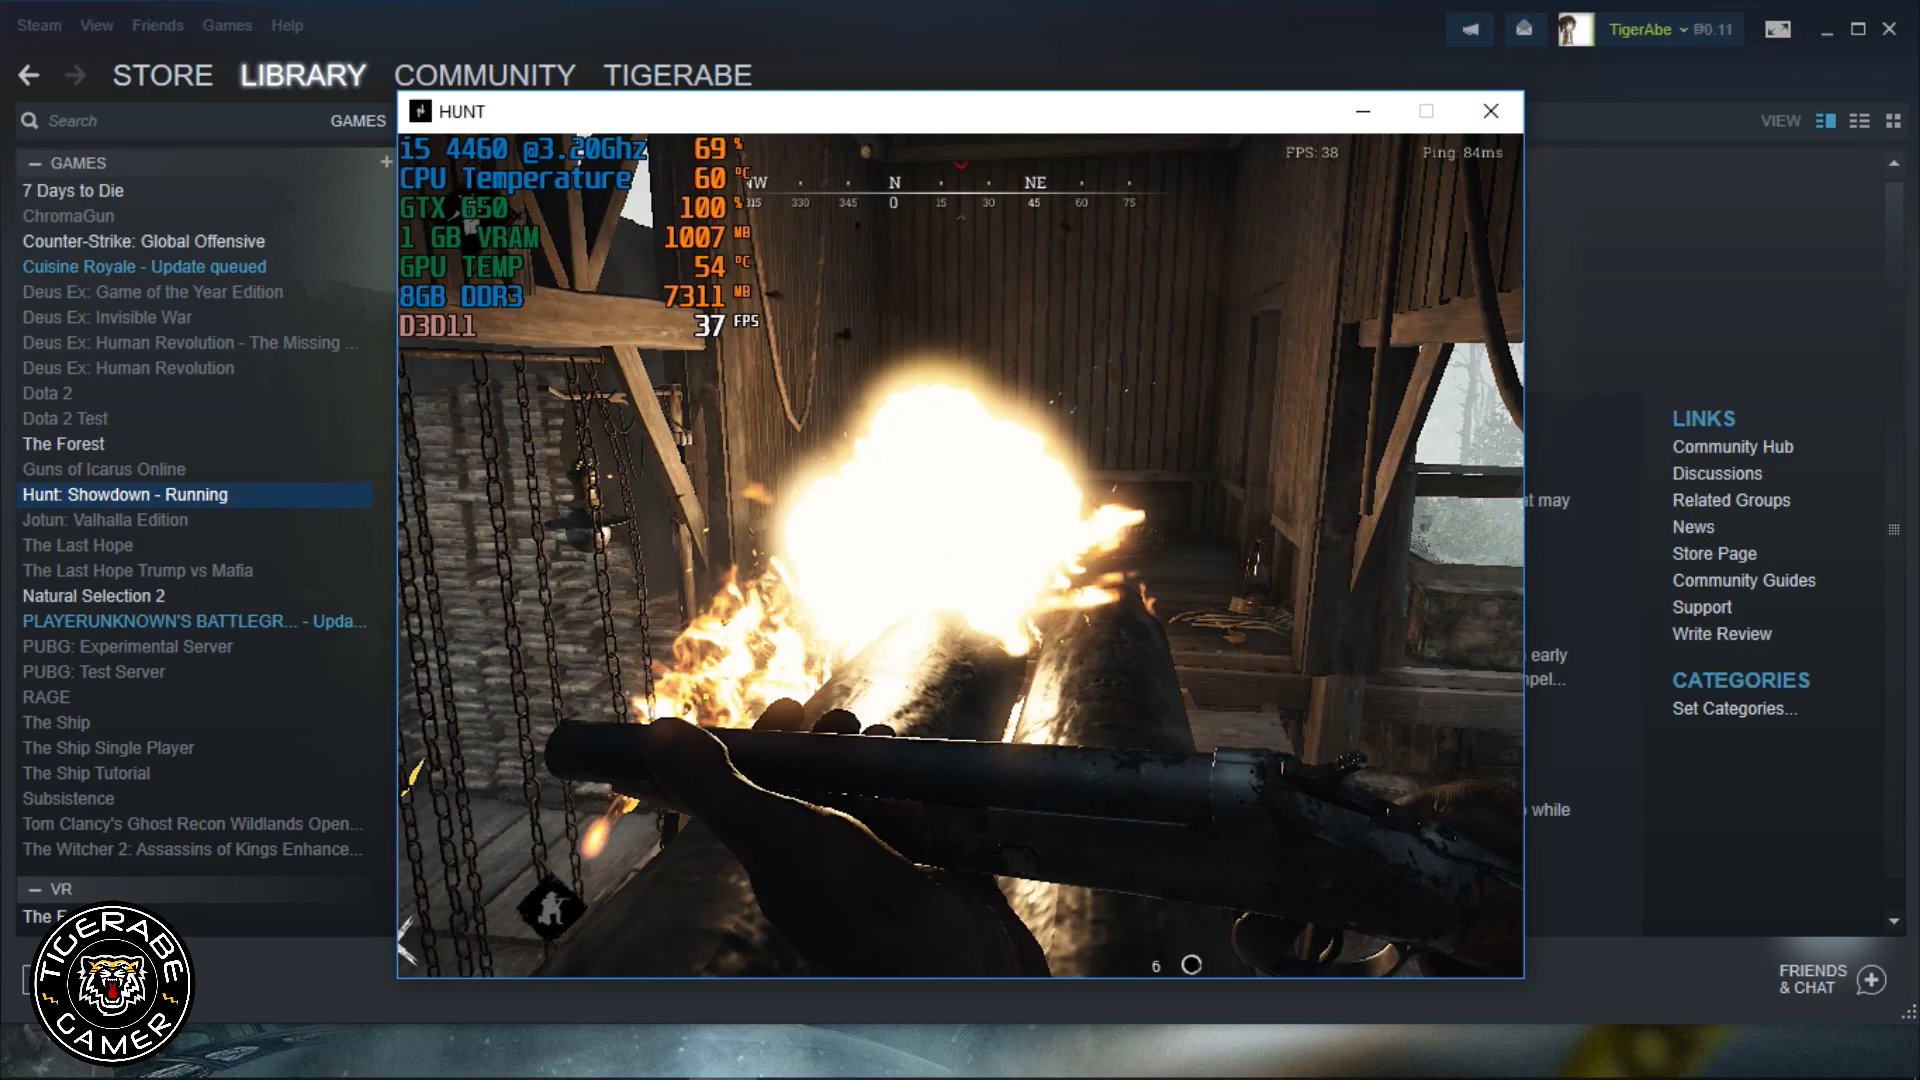 Steam View Friends Games Help
TigerAbe ₱0.11
STORE LIBRARY COMMUNITY TIGERABE
Search GAMES
VIEW
HUNT
GAMES +
7 Days to Die
ChromaGun
Counter-Strike: Global Offensive
Cuisine Royale - Update queued
Deus Ex: Game of the Year Edition
Deus Ex: Invisible War
Deus Ex: Human Revolution - The Missing ...
Deus Ex: Human Revolution
Dota 2
Dota 2 Test
The Forest
Guns of Icarus Online
Hunt: Showdown - Running
Jotun: Valhalla Edition
The Last Hope
The Last Hope Trump vs Mafia
Natural Selection 2
PLAYERUNKNOWN'S BATTLEGR... - Upda...
PUBG: Experimental Server
PUBG: Test Server
RAGE
The Ship
The Ship Single Player
The Ship Tutorial
Subsistence
Tom Clancy's Ghost Recon Wildlands Open...
The Witcher 2: Assassins of Kings Enhance...
VR
The F
TIGERABE
GAMER
i5 4460 @3.20Ghz 69 %
CPU Temperature 60 °C
GTX 650 100 %
1 GB VRAM 1007 MB
GPU TEMP 54 °C
8GB DDR3 7311 MB
D3D11 37 FPS
FPS: 38 Ping: 84ms
NW N NE
315 330 345 0 15 30 45 60 75
6
at may
early
npel...
while
LINKS
Community Hub
Discussions
Related Groups
News
Store Page
Community Guides
Support
Write Review
CATEGORIES
Set Categories...
FRIENDS
& CHAT